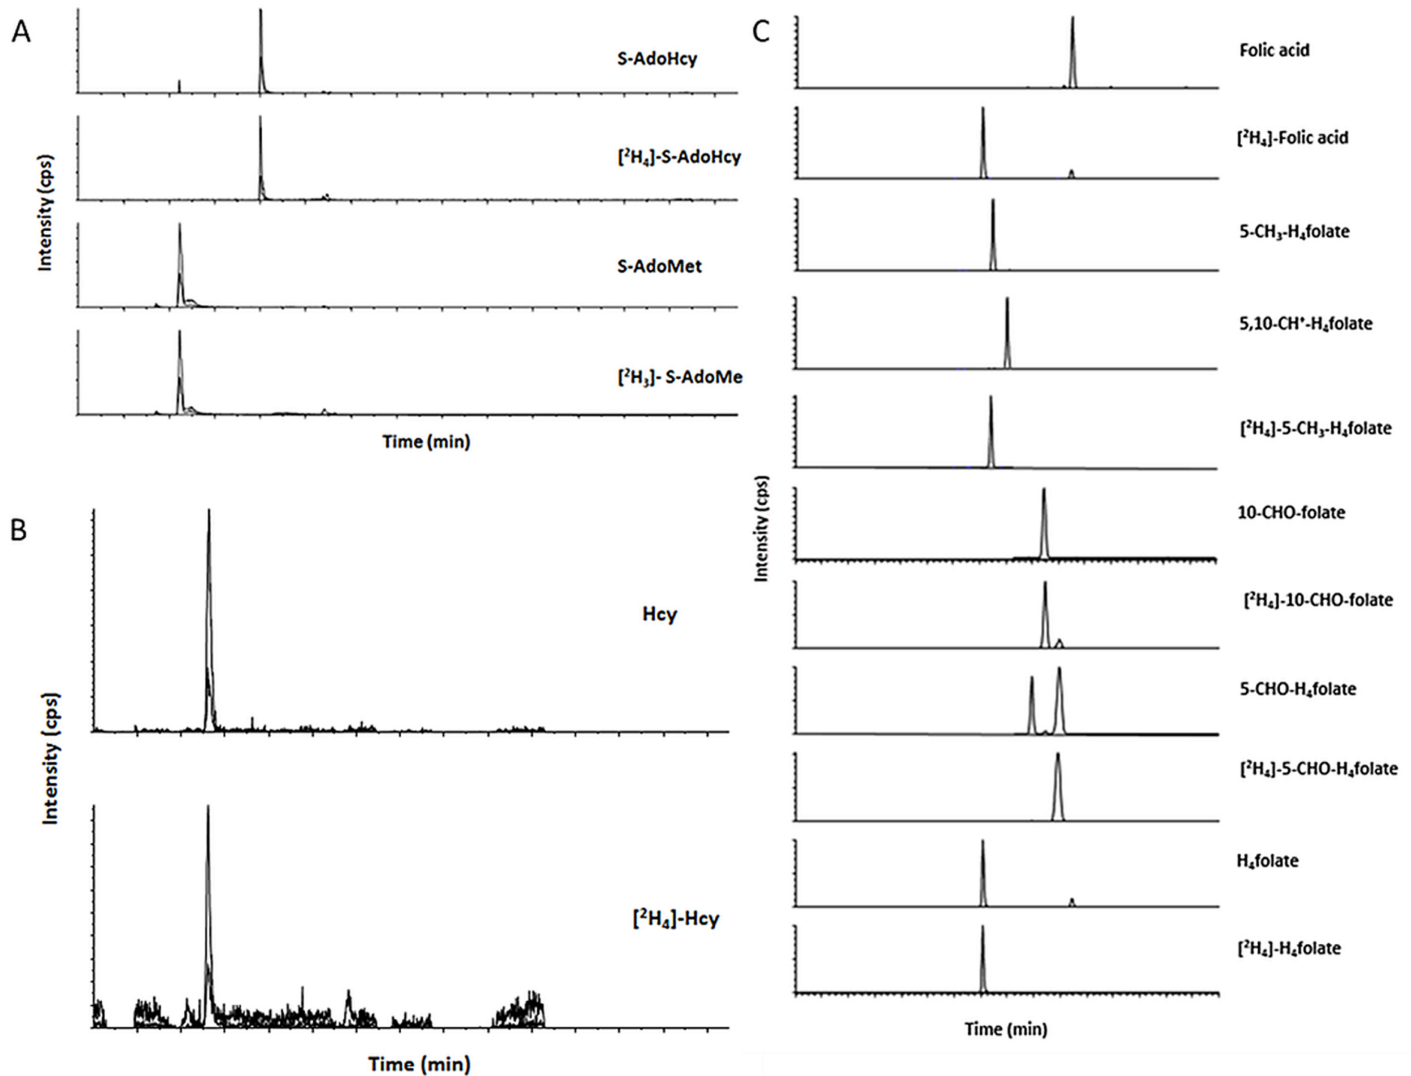 A
S-AdoHcy
[²H₄]-S-AdoHcy
S-AdoMet
[²H₃]- S-AdoMe
Intensity (cps)
Time (min)
B
Hcy
[²H₄]-Hcy
Intensity (cps)
Time (min)
C
Folic acid
[²H₄]-Folic acid
5-CH₃-H₄folate
5,10-CH⁺-H₄folate
[²H₄]-5-CH₃-H₄folate
10-CHO-folate
[²H₄]-10-CHO-folate
5-CHO-H₄folate
[²H₄]-5-CHO-H₄folate
H₄folate
[²H₄]-H₄folate
Intensity (cps)
Time (min)